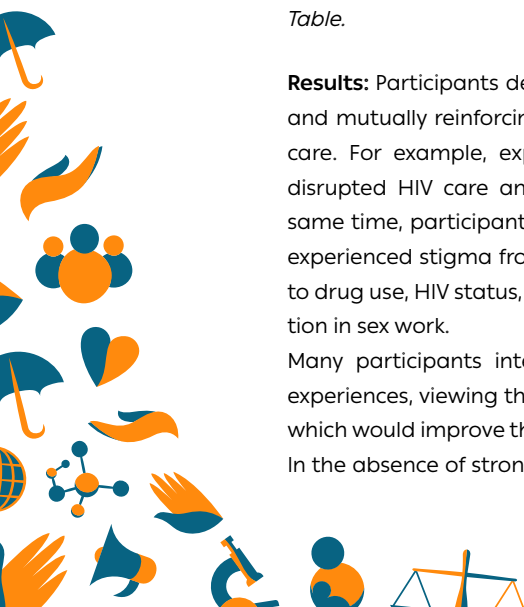 Table.
Results: Participants de
and mutually reinforcin
care. For example, exp
disrupted HIV care an
same time, participant
experienced stigma fro
to drug use, HIV status,
tion in sex work.
Many participants inte
experiences, viewing th
which would improve th
In the absence of stron